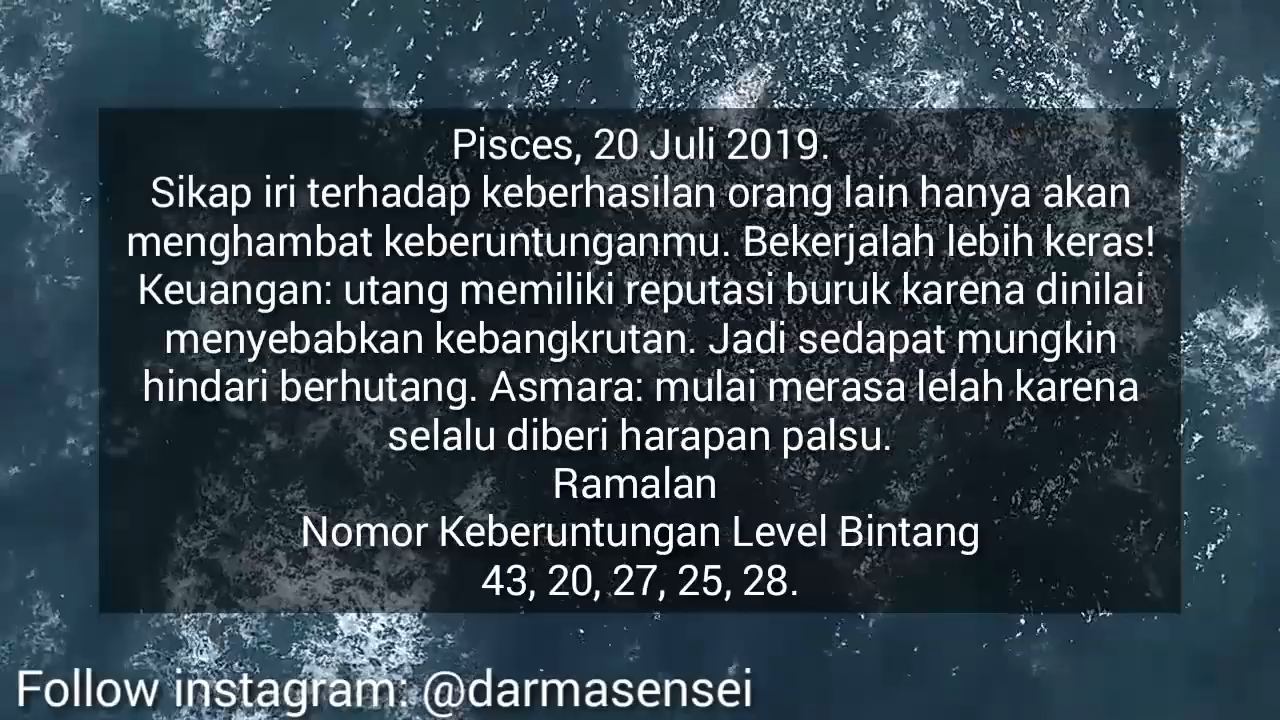 Pisces, 20 Juli 2019.
Sikap iri terhadap keberhasilan orang lain hanya akan
menghambat keberuntunganmu. Bekerjalah lebih keras!
Keuangan: utang memiliki reputasi buruk karena dinilai
menyebabkan kebangkrutan. Jadi sedapat mungkin
hindari berhutang. Asmara: mulai merasa lelah karena
selalu diberi harapan palsu.
Ramalan
Nomor Keberuntungan Level Bintang
43, 20, 27, 25, 28.
Follow instagram: @darmasensei